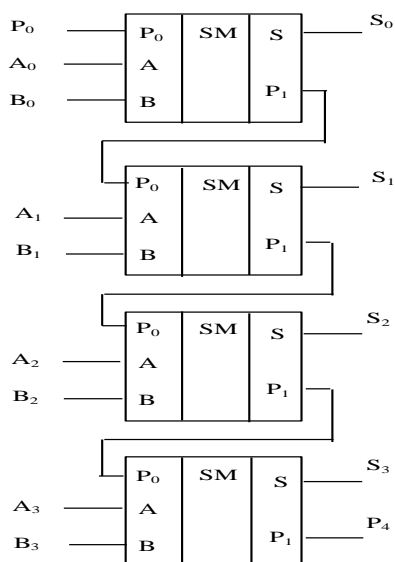 P₀ P₀ SM S S₀
A₀ A
B₀ B P₁
P₀ SM S S₁
A₁ A
B₁ B P₁
P₀ SM S S₂
A₂ A
B₂ B P₁
P₀ SM S S₃
A₃ A
B₃ B P₁ P₄